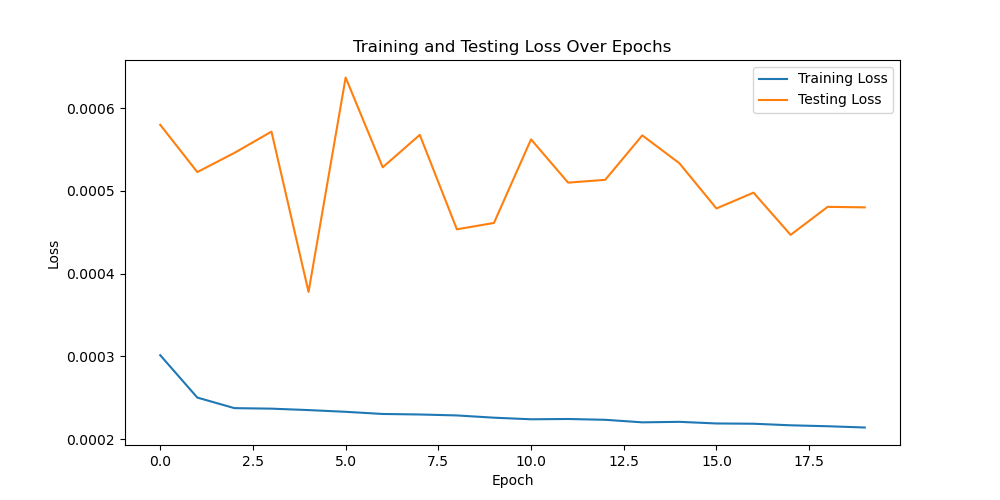 Training and Testing Loss Over Epochs
Training Loss
Testing Loss
0.0006
0.0005
0.0004
0.0003
0.0002
Loss
0.0
2.5
5.0
7.5
10.0
12.5
15.0
17.5
Epoch